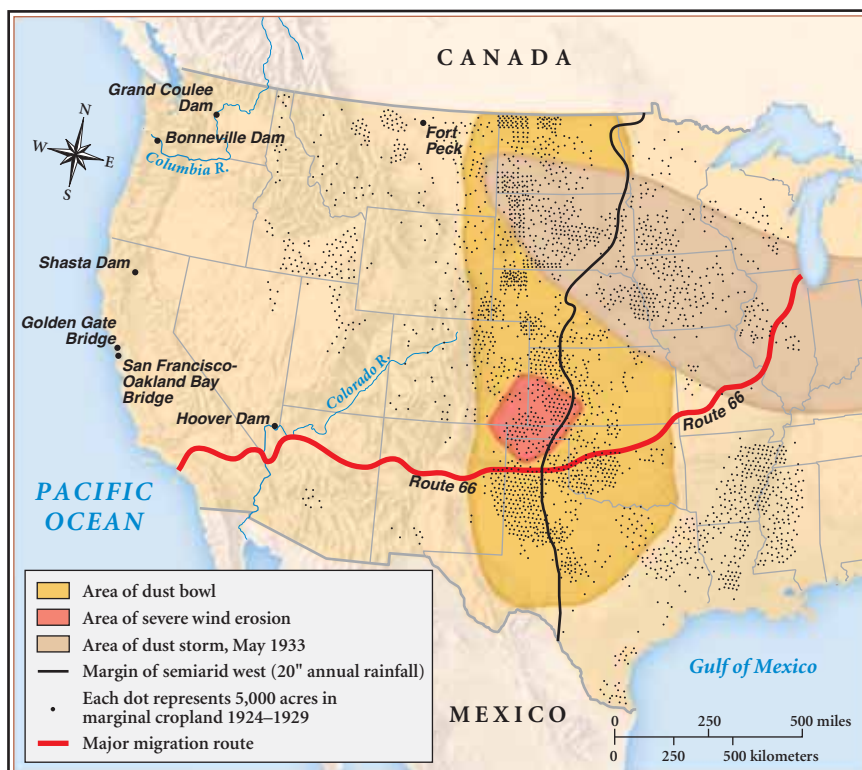 CANADA
Grand Coulee
Dam
Bonneville Dam
Columbia R.
Fort
Peck
N
W
E
S
Shasta Dam
Golden Gate
Bridge
San Francisco-
Oakland Bay
Bridge
Colorado R.
Hoover Dam
Route 66
Route 66
PACIFIC
OCEAN
Area of dust bowl
Area of severe wind erosion
Area of dust storm, May 1933
Margin of semiarid west (20" annual rainfall)
Each dot represents 5,000 acres in
marginal cropland 1924–1929
Major migration route
MEXICO
Gulf of Mexico
0 250 500 miles
0 250 500 kilometers